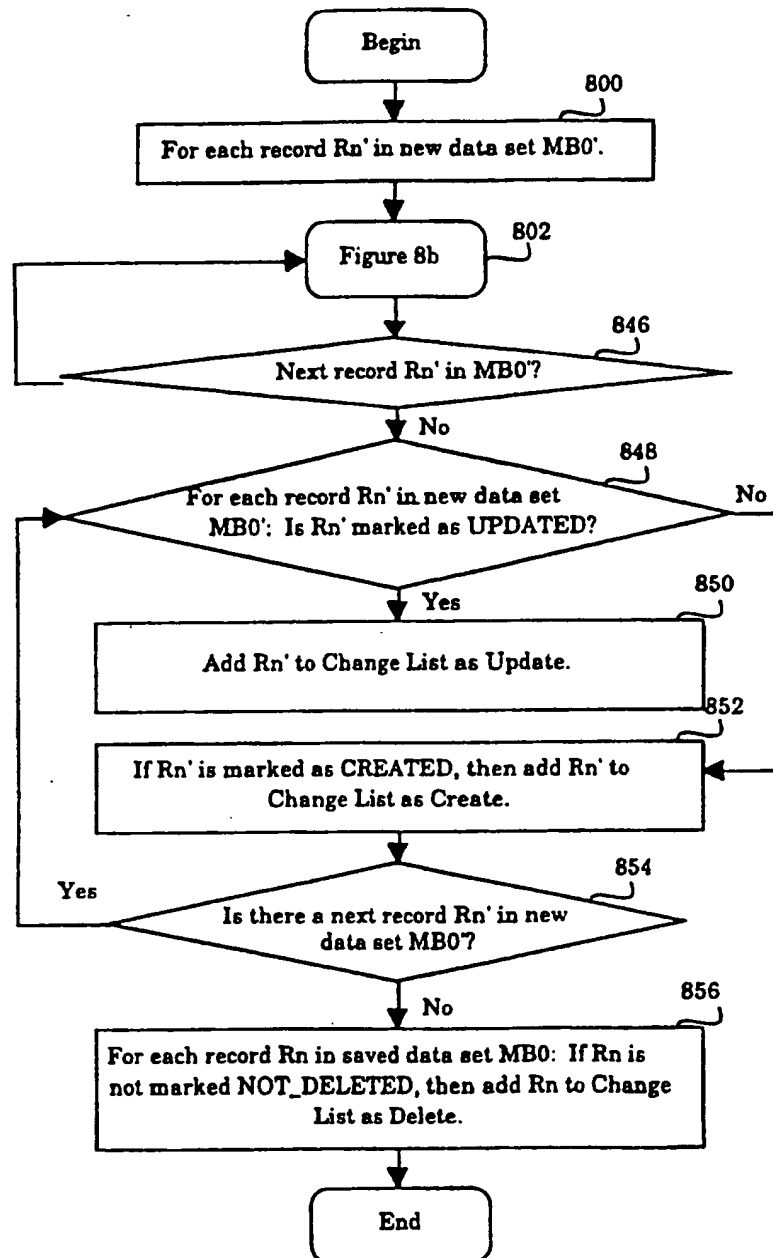 Begin
800
For each record Rn' in new data set MB0'.
802
Figure 8b
846
Next record Rn' in MB0'?
No
848
For each record Rn' in new data set
MB0': Is Rn' marked as UPDATED?
No
Yes
850
Add Rn' to Change List as Update.
852
If Rn' is marked as CREATED, then add Rn' to
Change List as Create.
854
Yes
Is there a next record Rn' in new
data set MB0'?
No
856
For each record Rn in saved data set MB0: If Rn is
not marked NOT_DELETED, then add Rn to Change
List as Delete.
End